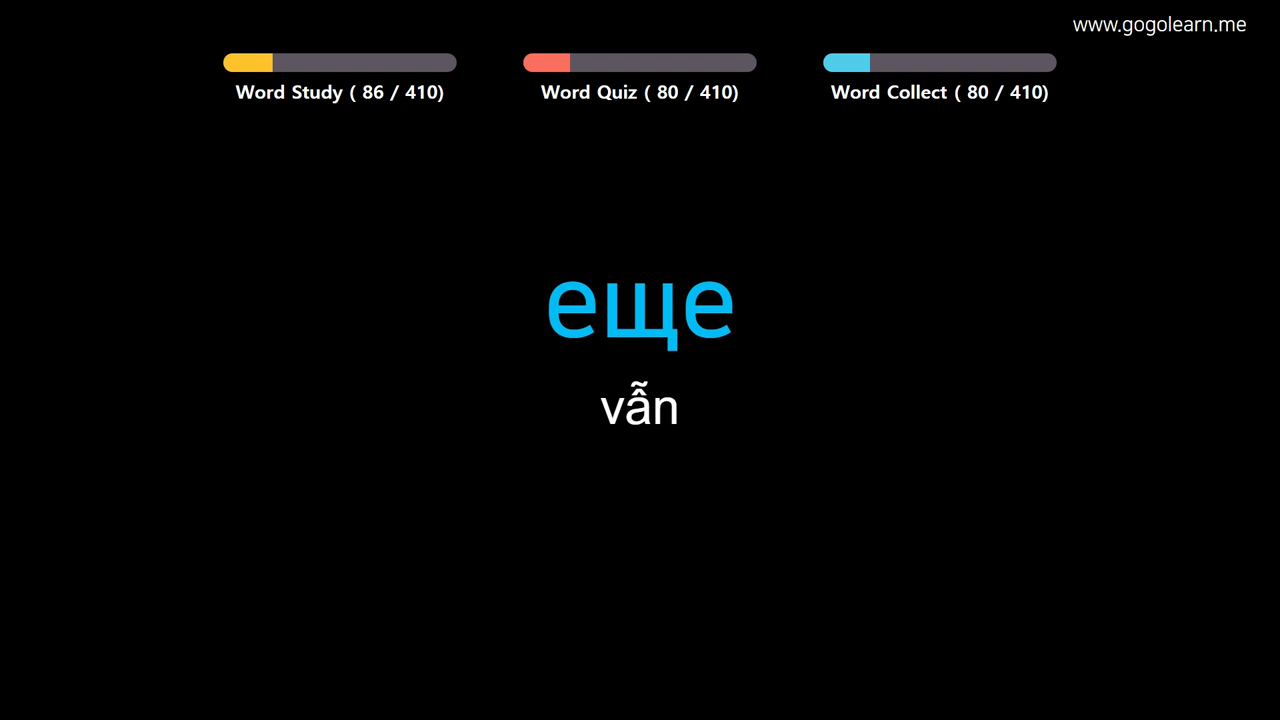 www.gogolearn.me
Word Study ( 86 / 410)
Word Quiz ( 80 / 410)
Word Collect ( 80 / 410)
еще
vẫn